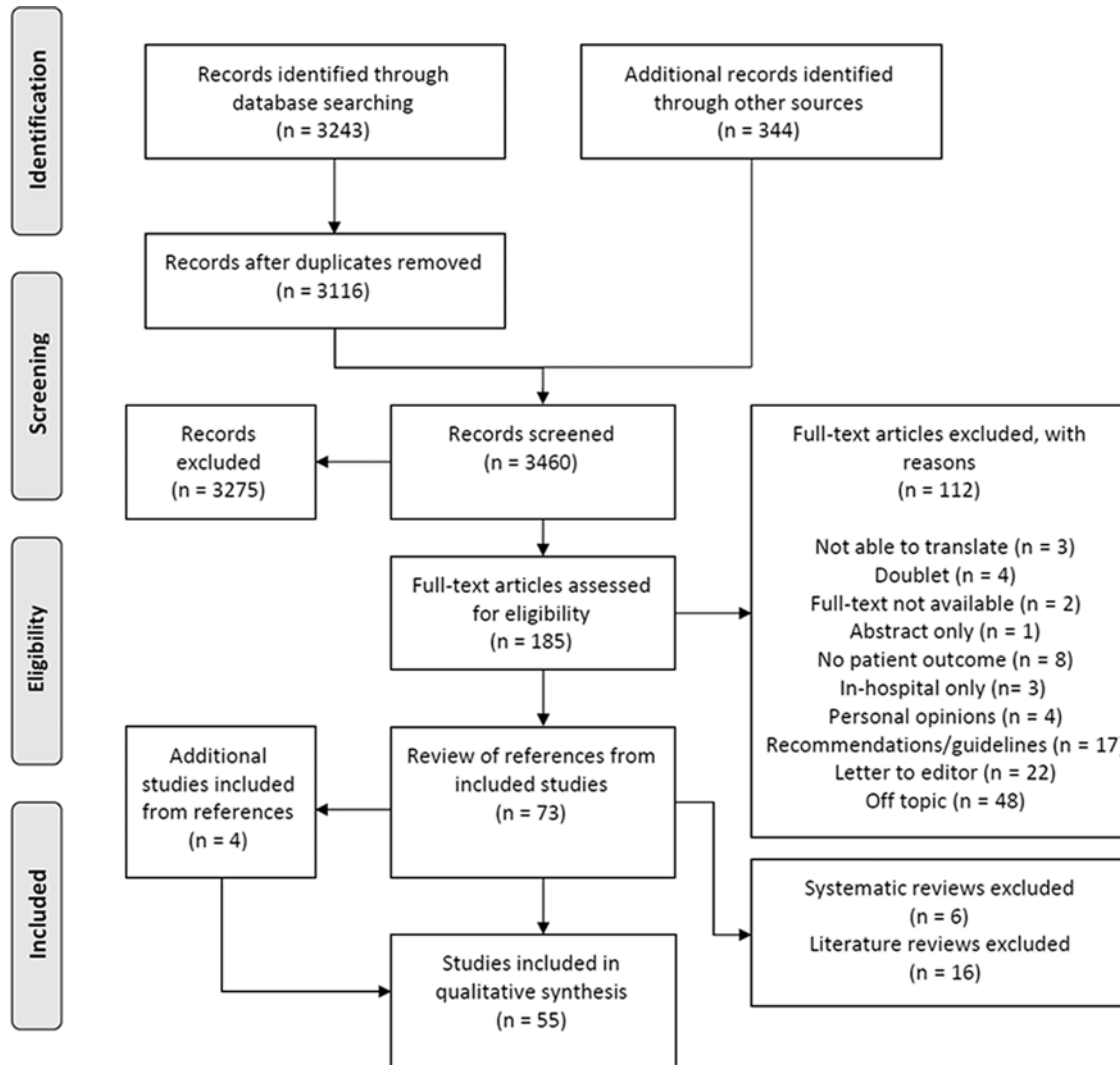 Identification
Records identified through
database searching
(n = 3243)
Additional records identified
through other sources
(n = 344)
Records after duplicates removed
(n = 3116)
Screening
Records
excluded
(n = 3275)
Records screened
(n = 3460)
Full-text articles excluded, with
reasons
(n = 112)
Not able to translate (n = 3)
Doublet (n = 4)
Full-text not available (n = 2)
Abstract only (n = 1)
No patient outcome (n = 8)
In-hospital only (n= 3)
Personal opinions (n = 4)
Recommendations/guidelines (n = 17)
Letter to editor (n = 22)
Off topic (n = 48)
Eligibility
Full-text articles assessed
for eligibility
(n = 185)
Additional
studies included
from references
(n = 4)
Review of references from
included studies
(n = 73)
Included
Systematic reviews excluded
(n = 6)
Literature reviews excluded
(n = 16)
Studies included in
qualitative synthesis
(n = 55)